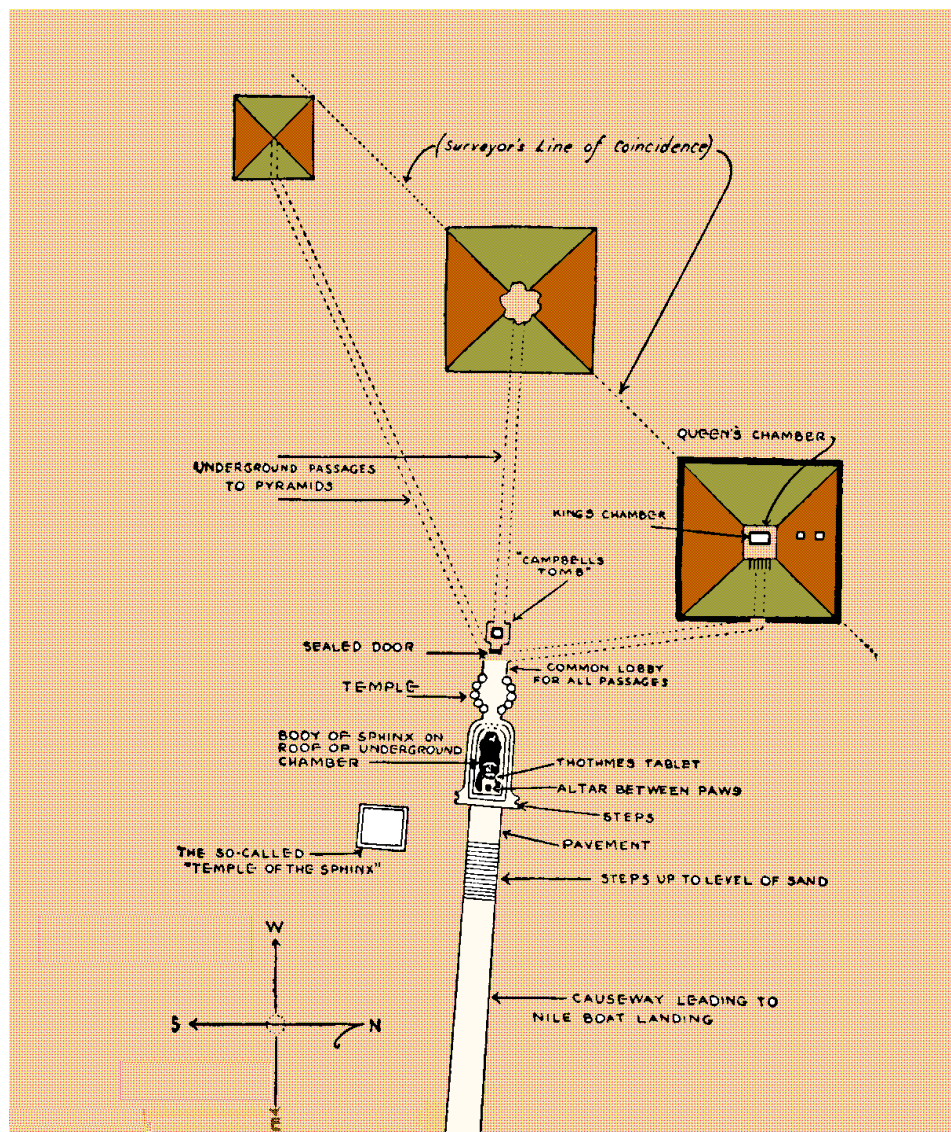 (Surveyor's Line of Coincidence)
QUEEN'S CHAMBER
UNDERGROUND PASSAGES
TO PYRAMIDS
KINGS CHAMBER
"CAMPBELLS
TOMB"
SEALED DOOR
COMMON LOBBY
FOR ALL PASSAGES
TEMPLE
BODY OF SPHINX ON
ROOF OF UNDERGROUND
CHAMBER
THOTHMES TABLET
ALTAR BETWEEN PAWS
STEPS
PAVEMENT
THE SO-CALLED
"TEMPLE OF THE SPHINX"
STEPS UP TO LEVEL OF SAND
W
CAUSEWAY LEADING TO
NILE BOAT LANDING
S
N
E